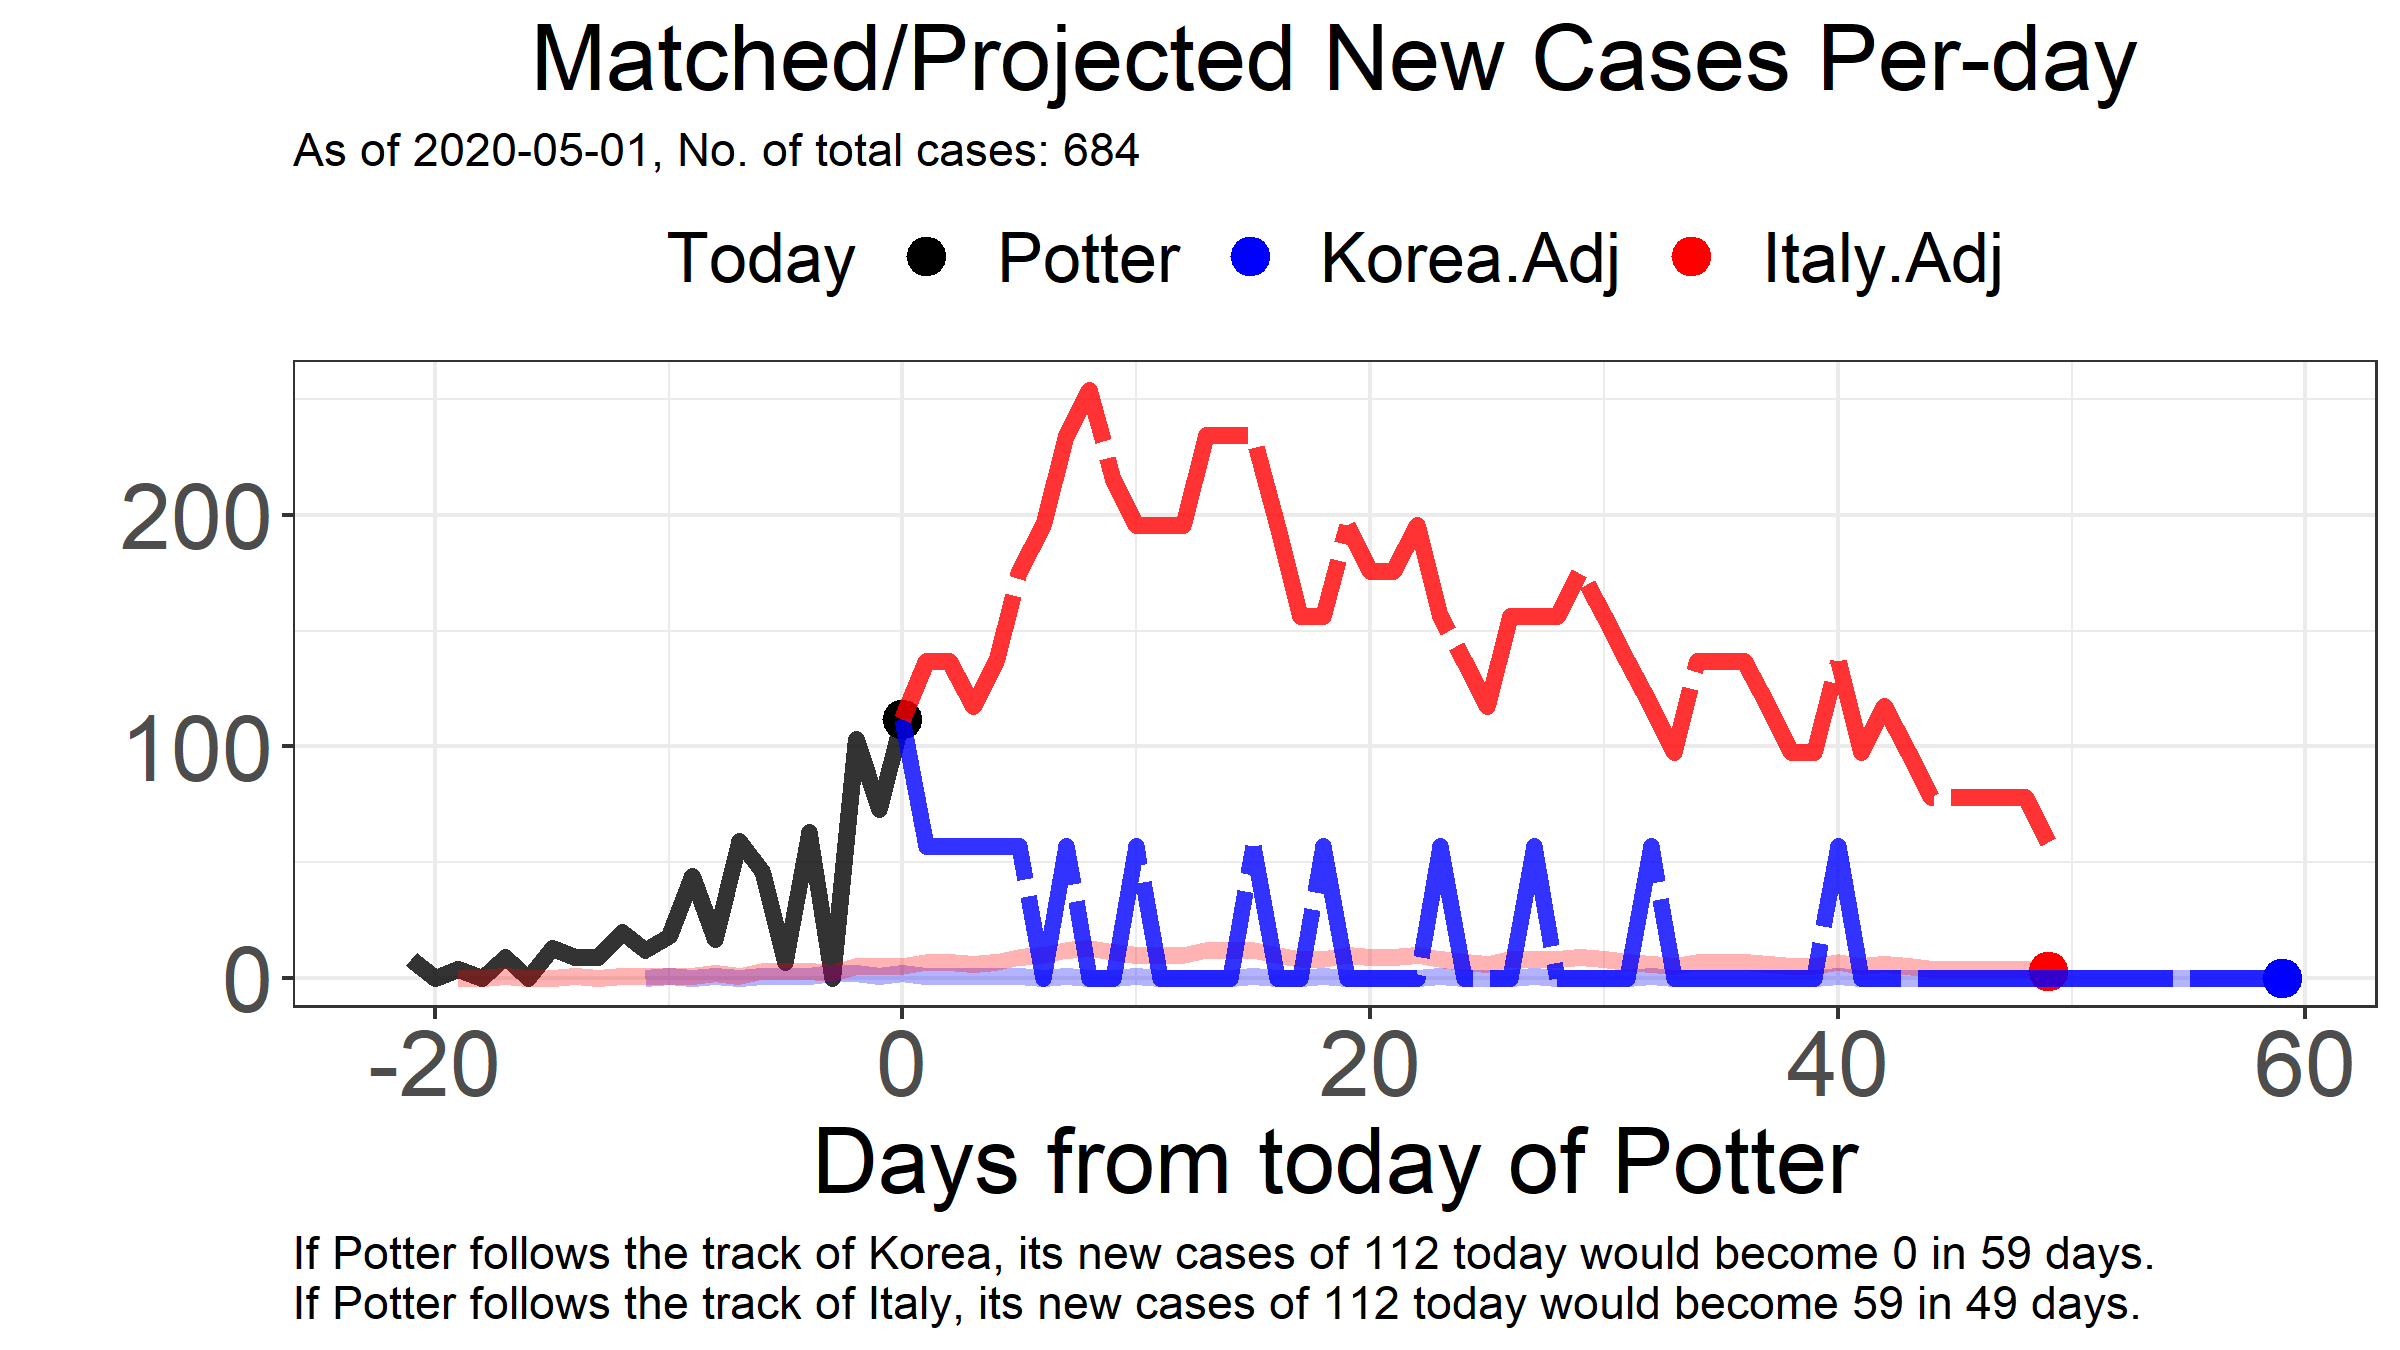 Matched/Projected New Cases Per-day
As of 2020-05-01, No. of total cases: 684
Today Potter Korea.Adj Italy.Adj
200
100
0
-20 0 20 40 60
Days from today of Potter
If Potter follows the track of Korea, its new cases of 112 today would become 0 in 59 days.
If Potter follows the track of Italy, its new cases of 112 today would become 59 in 49 days.